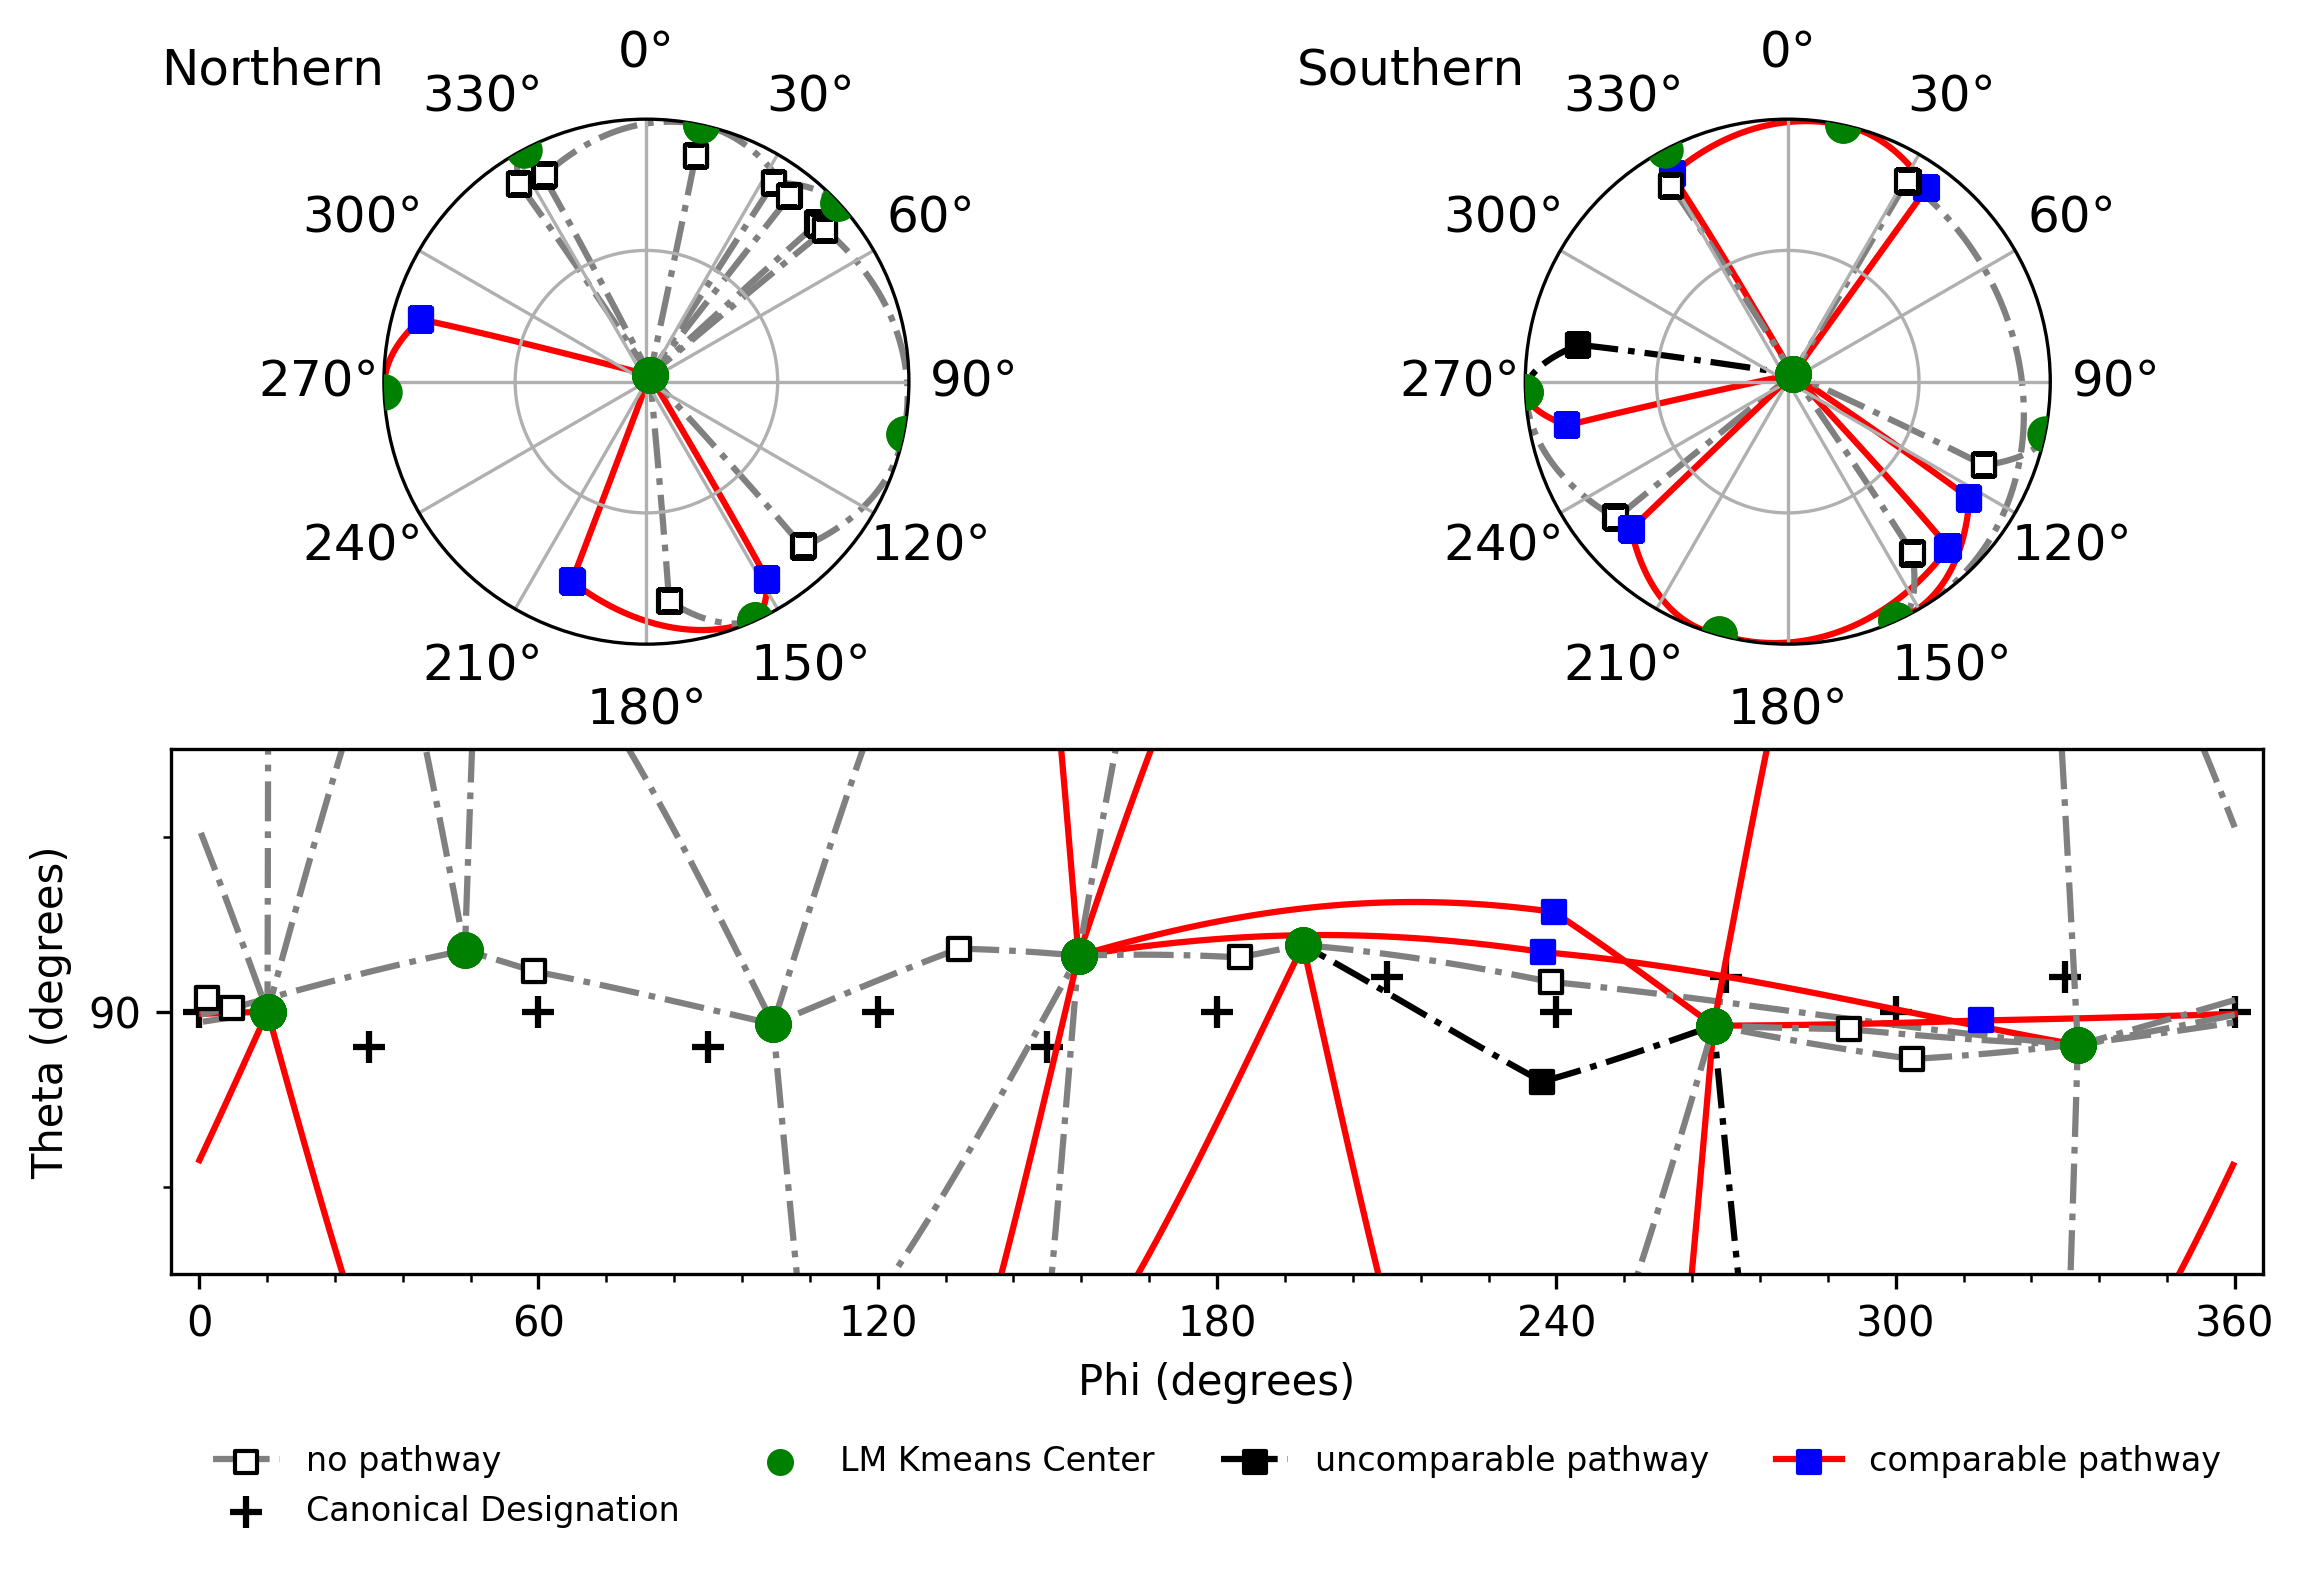 Northern
0°
30°
60°
90°
120°
150°
180°
210°
240°
270°
300°
330°
Southern
0°
30°
60°
90°
120°
150°
180°
210°
240°
270°
300°
330°
Theta (degrees)
90
0 60 120 180 240 300 360
Phi (degrees)
no pathway
Canonical Designation
LM Kmeans Center
uncomparable pathway
comparable pathway